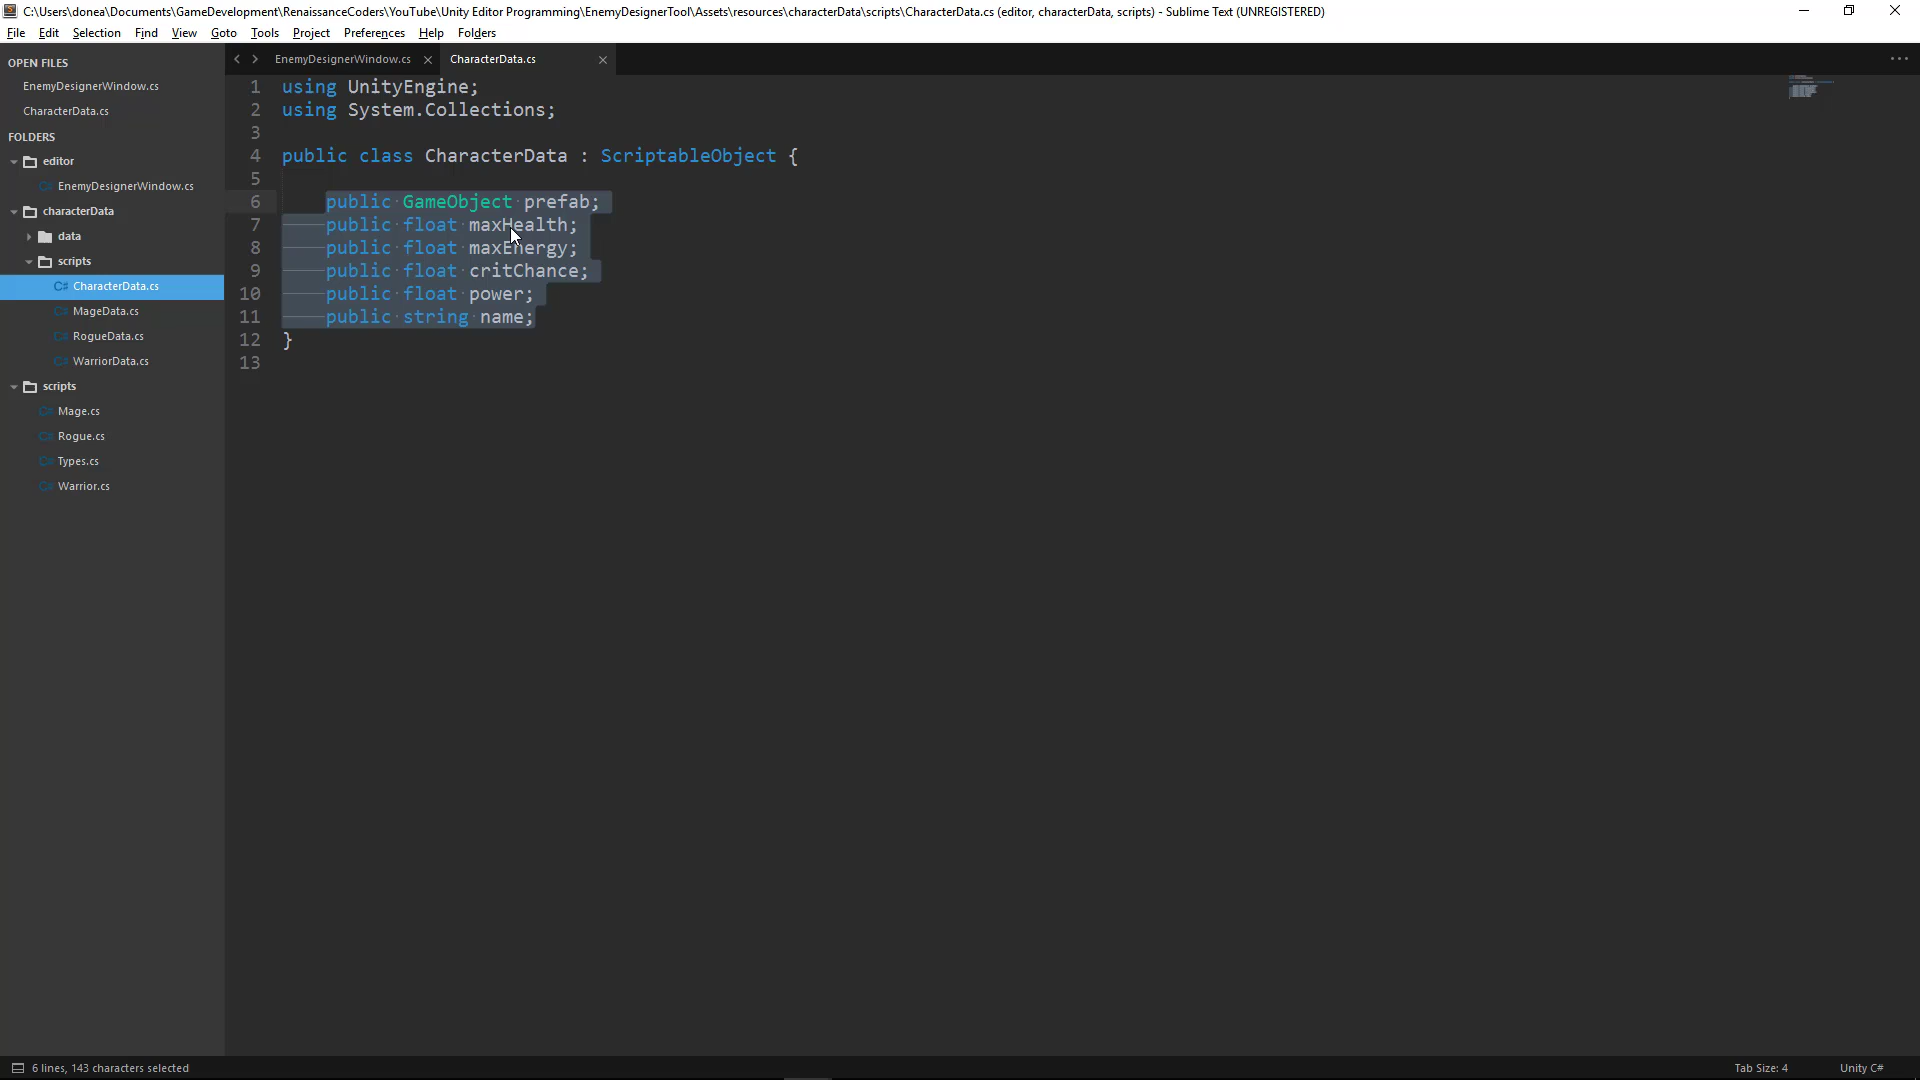 C:\Users\donea\Documents\GameDevelopment\RenaissanceCoders\YouTube\Unity Editor Programming\EnemyDesignerTool\Assets\resources\characterData\scripts\CharacterData.cs (editor, characterData, scripts) - Sublime Text (UNREGISTERED)
File Edit Selection Find View Goto Tools Project Preferences Help Folders
OPEN FILES
EnemyDesignerWindow.cs
CharacterData.cs
FOLDERS
editor
C# EnemyDesignerWindow.cs
characterData
data
scripts
C# CharacterData.cs
C# MageData.cs
C# RogueData.cs
C# WarriorData.cs
scripts
C# Mage.cs
C# Rogue.cs
C# Types.cs
C# Warrior.cs
EnemyDesignerWindow.cs CharacterData.cs
1 using UnityEngine;
2 using System.Collections;
3
4 public class CharacterData : ScriptableObject {
5
6 public GameObject prefab;
7 public float maxHealth;
8 public float maxEnergy;
9 public float critChance;
10 public float power;
11 public string name;
12 }
13
6 lines, 143 characters selected
Tab Size: 4 Unity C#